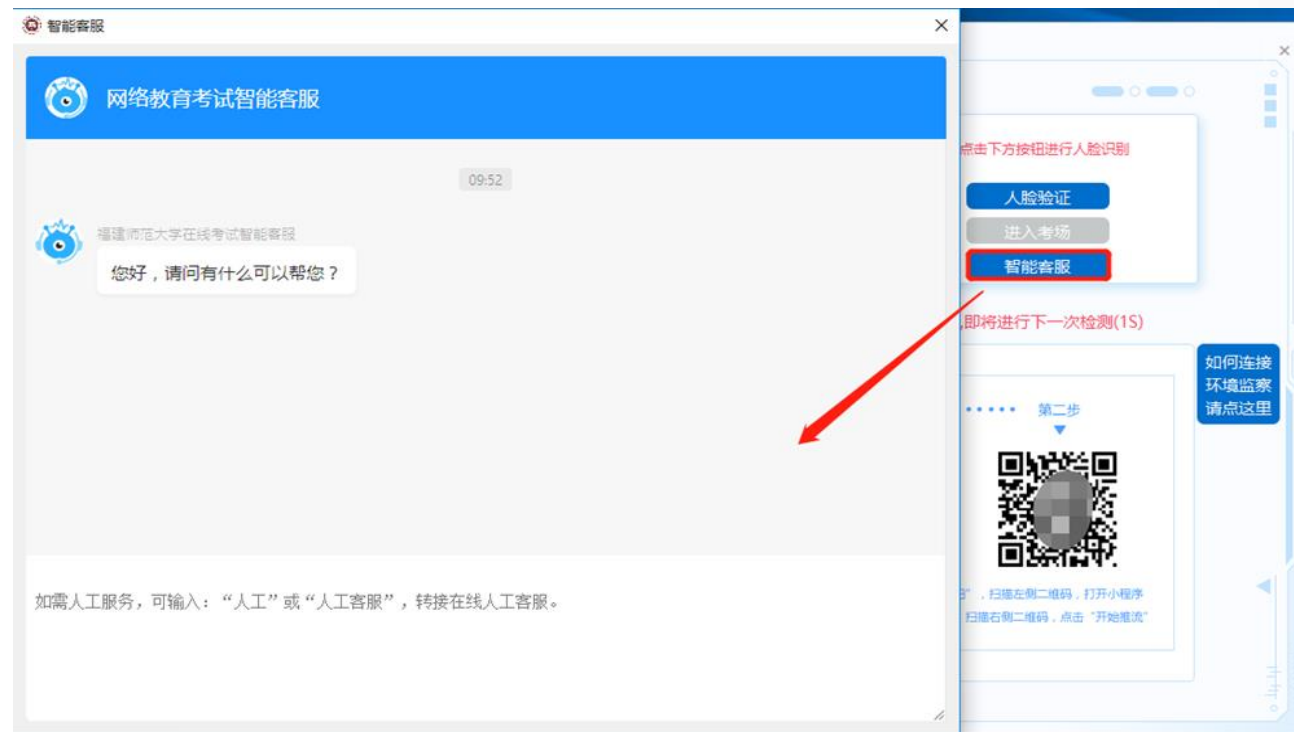 智能客服
网络教育考试智能客服
09:52
福建师范大学在线考试智能客服
您好，请问有什么可以帮您？
如需人工服务，可输入：“人工”或“人工客服”，转接在线人工客服。
点击下方按钮进行人脸识别
人脸验证
进入考场
智能客服
,即将进行下一次检测(1S)
如何连接
环境监察
请点这里
第二步
，扫描左侧二维码，打开小程序
扫描右侧二维码，点击“开始推流”